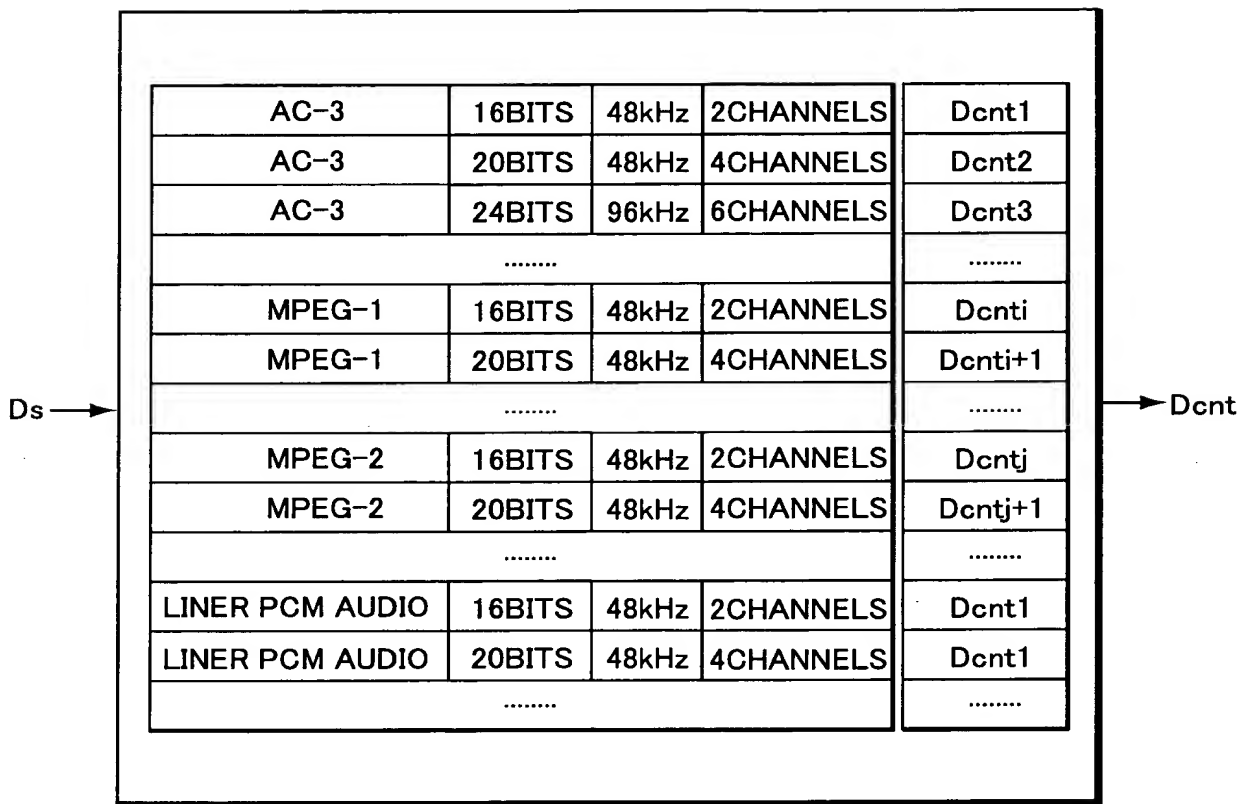 AC-3 16BITS 48kHz 2CHANNELS Dcnt1
AC-3 20BITS 48kHz 4CHANNELS Dcnt2
AC-3 24BITS 96kHz 6CHANNELS Dcnt3
......... .........
MPEG-1 16BITS 48kHz 2CHANNELS Dcnti
MPEG-1 20BITS 48kHz 4CHANNELS Dcnti+1
Ds ......... ......... Dcnt
MPEG-2 16BITS 48kHz 2CHANNELS Dcntj
MPEG-2 20BITS 48kHz 4CHANNELS Dcntj+1
......... .........
LINER PCM AUDIO 16BITS 48kHz 2CHANNELS Dcnt1
LINER PCM AUDIO 20BITS 48kHz 4CHANNELS Dcnt1
......... .........